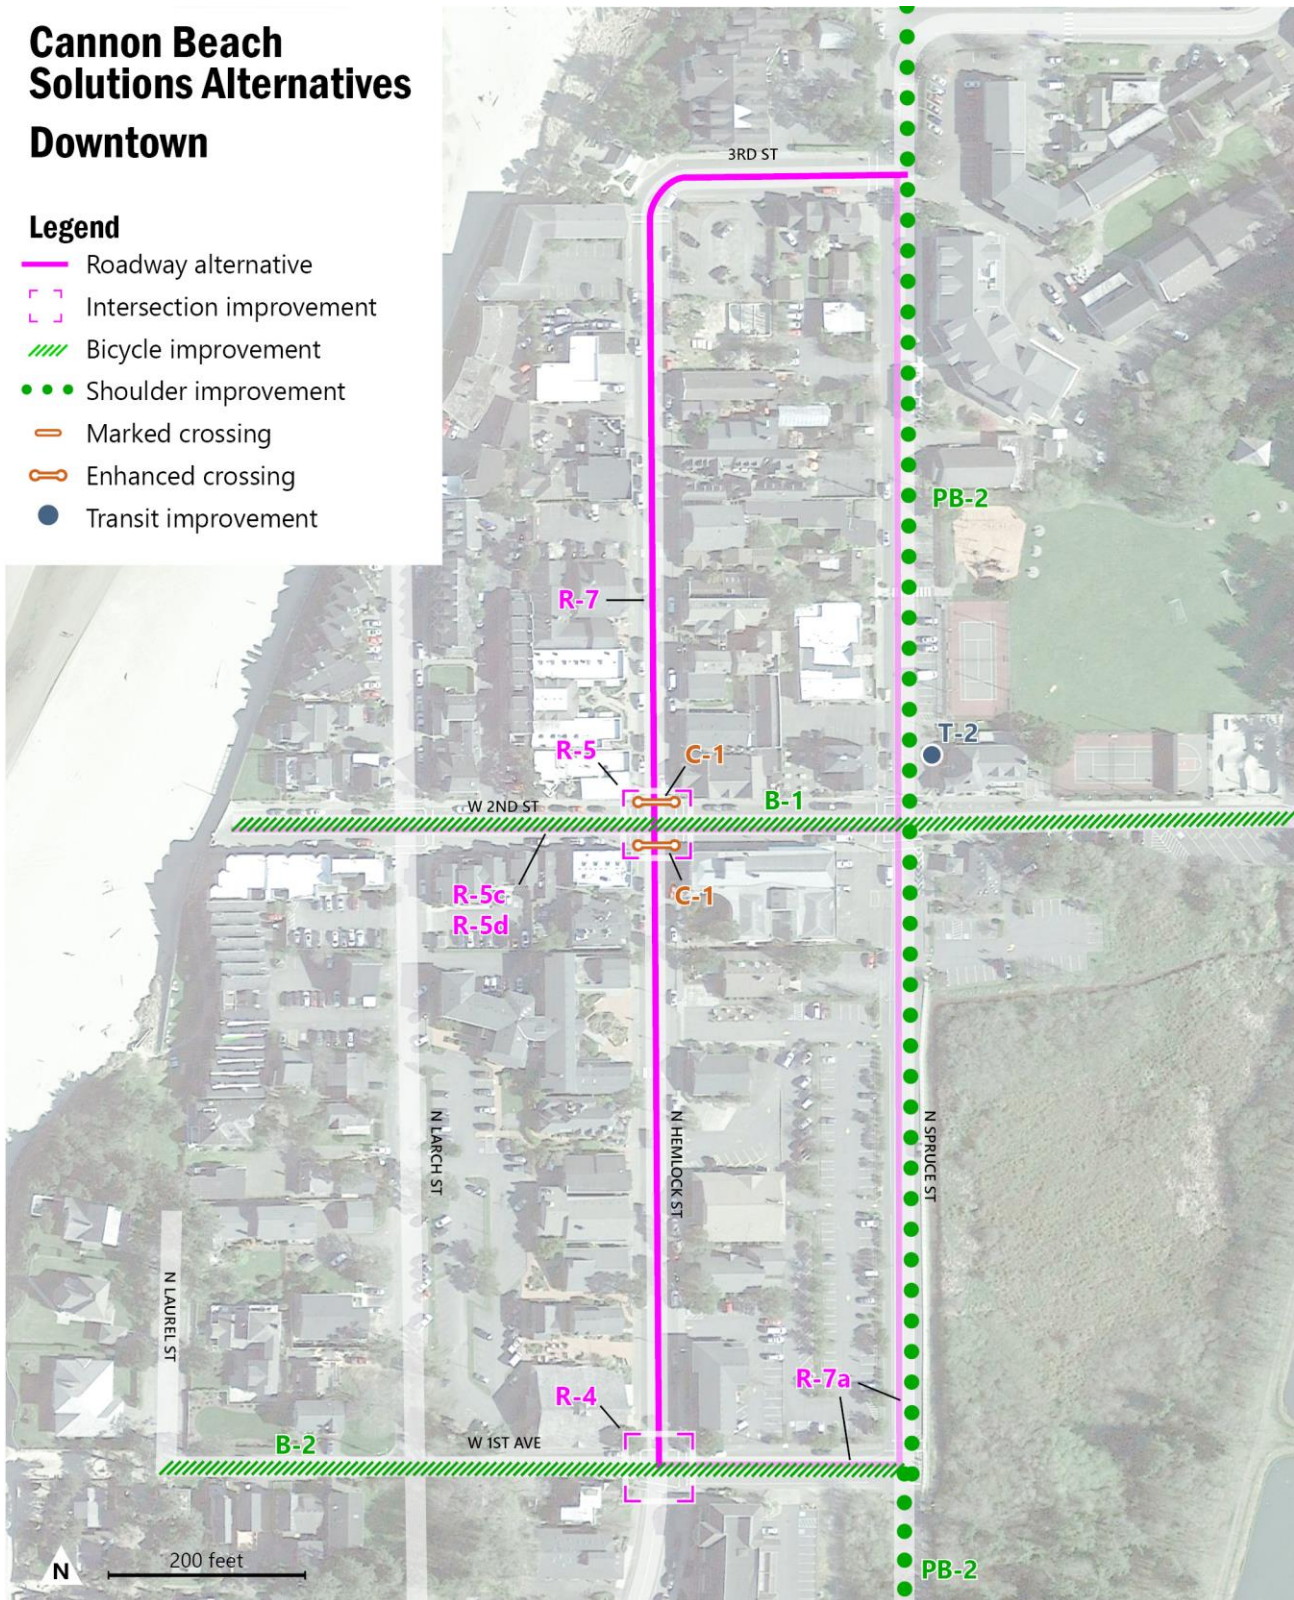 Cannon Beach
Solutions Alternatives
Downtown
Legend
Roadway alternative
Intersection improvement
Bicycle improvement
Shoulder improvement
Marked crossing
Enhanced crossing
Transit improvement
3RD ST
PB-2
R-7
T-2
R-5
C-1
B-1
W 2ND ST
R-5c
R-5d
C-1
N LARCH ST
N HEMLOCK ST
N SPRUCE ST
N LAUREL ST
R-7a
R-4
B-2
W 1ST AVE
N
200 feet
PB-2